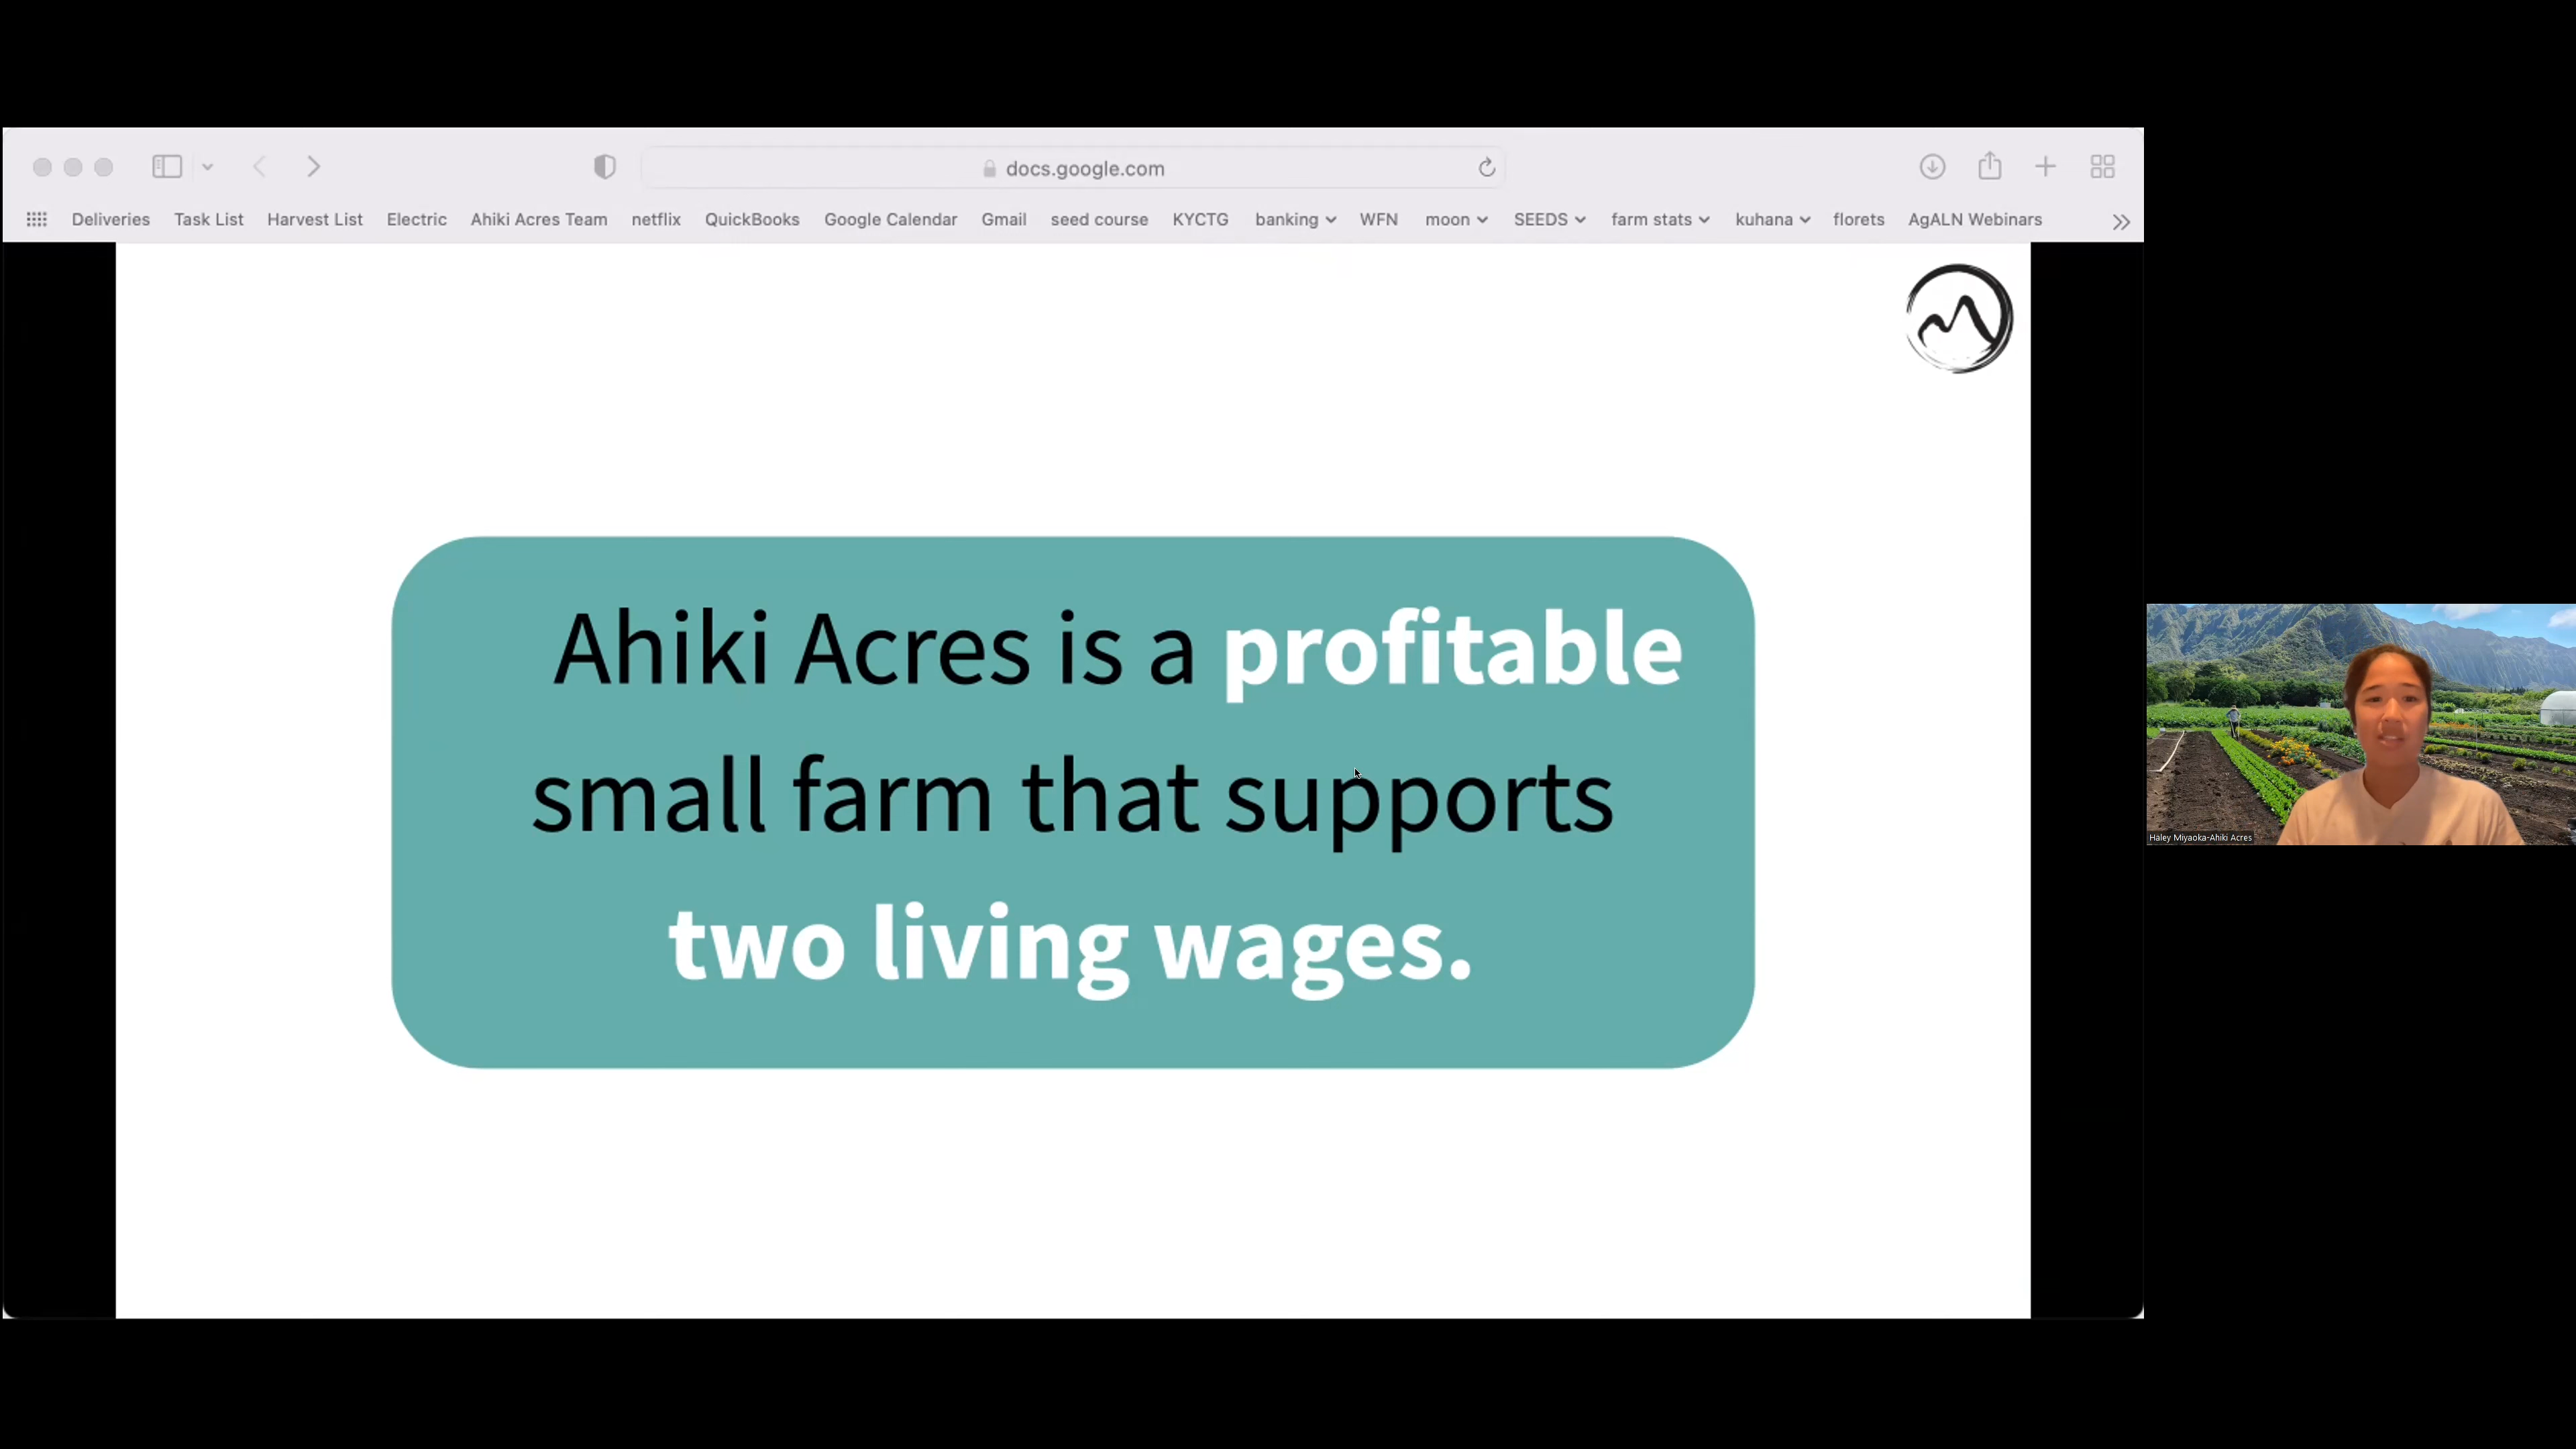 docs.google.com
Deliveries Task List Harvest List Electric Ahiki Acres Team netflix QuickBooks Google Calendar Gmail seed course KYCTG banking WFN moon SEEDS farm stats kuhana florets AgALN Webinars
Ahiki Acres is a profitable
small farm that supports
two living wages.
Haley Miyaoka-Ahiki Acres